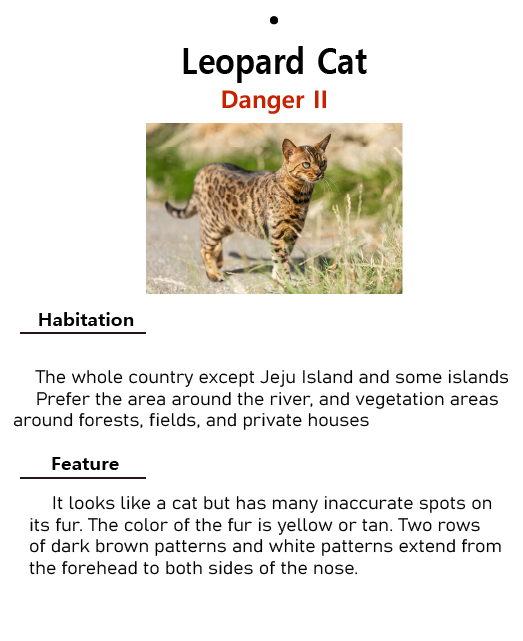 Leopard Cat
Danger II
Habitation
The whole country except Jeju Island and some islands
Prefer the area around the river, and vegetation areas
around forests, fields, and private houses
Feature
It looks like a cat but has many inaccurate spots on
its fur. The color of the fur is yellow or tan. Two rows
of dark brown patterns and white patterns extend from
the forehead to both sides of the nose.